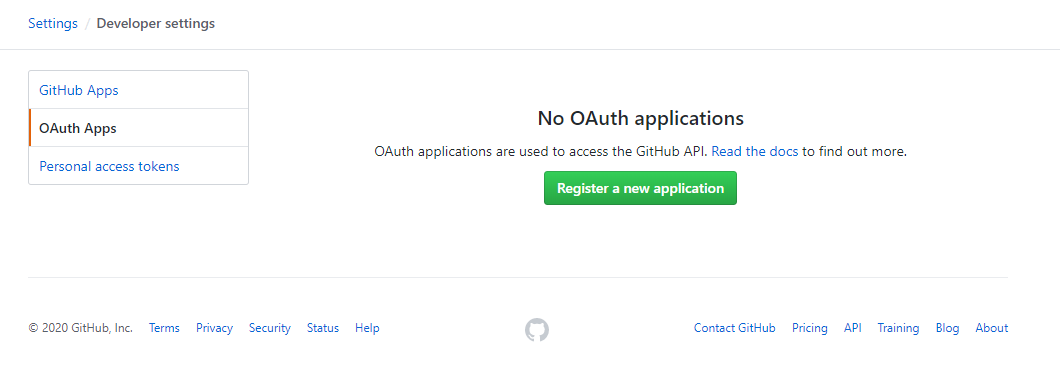 Settings / Developer settings
GitHub Apps
OAuth Apps
Personal access tokens
No OAuth applications
OAuth applications are used to access the GitHub API. Read the docs to find out more.
Register a new application
© 2020 GitHub, Inc. Terms Privacy Security Status Help Contact GitHub Pricing API Training Blog About